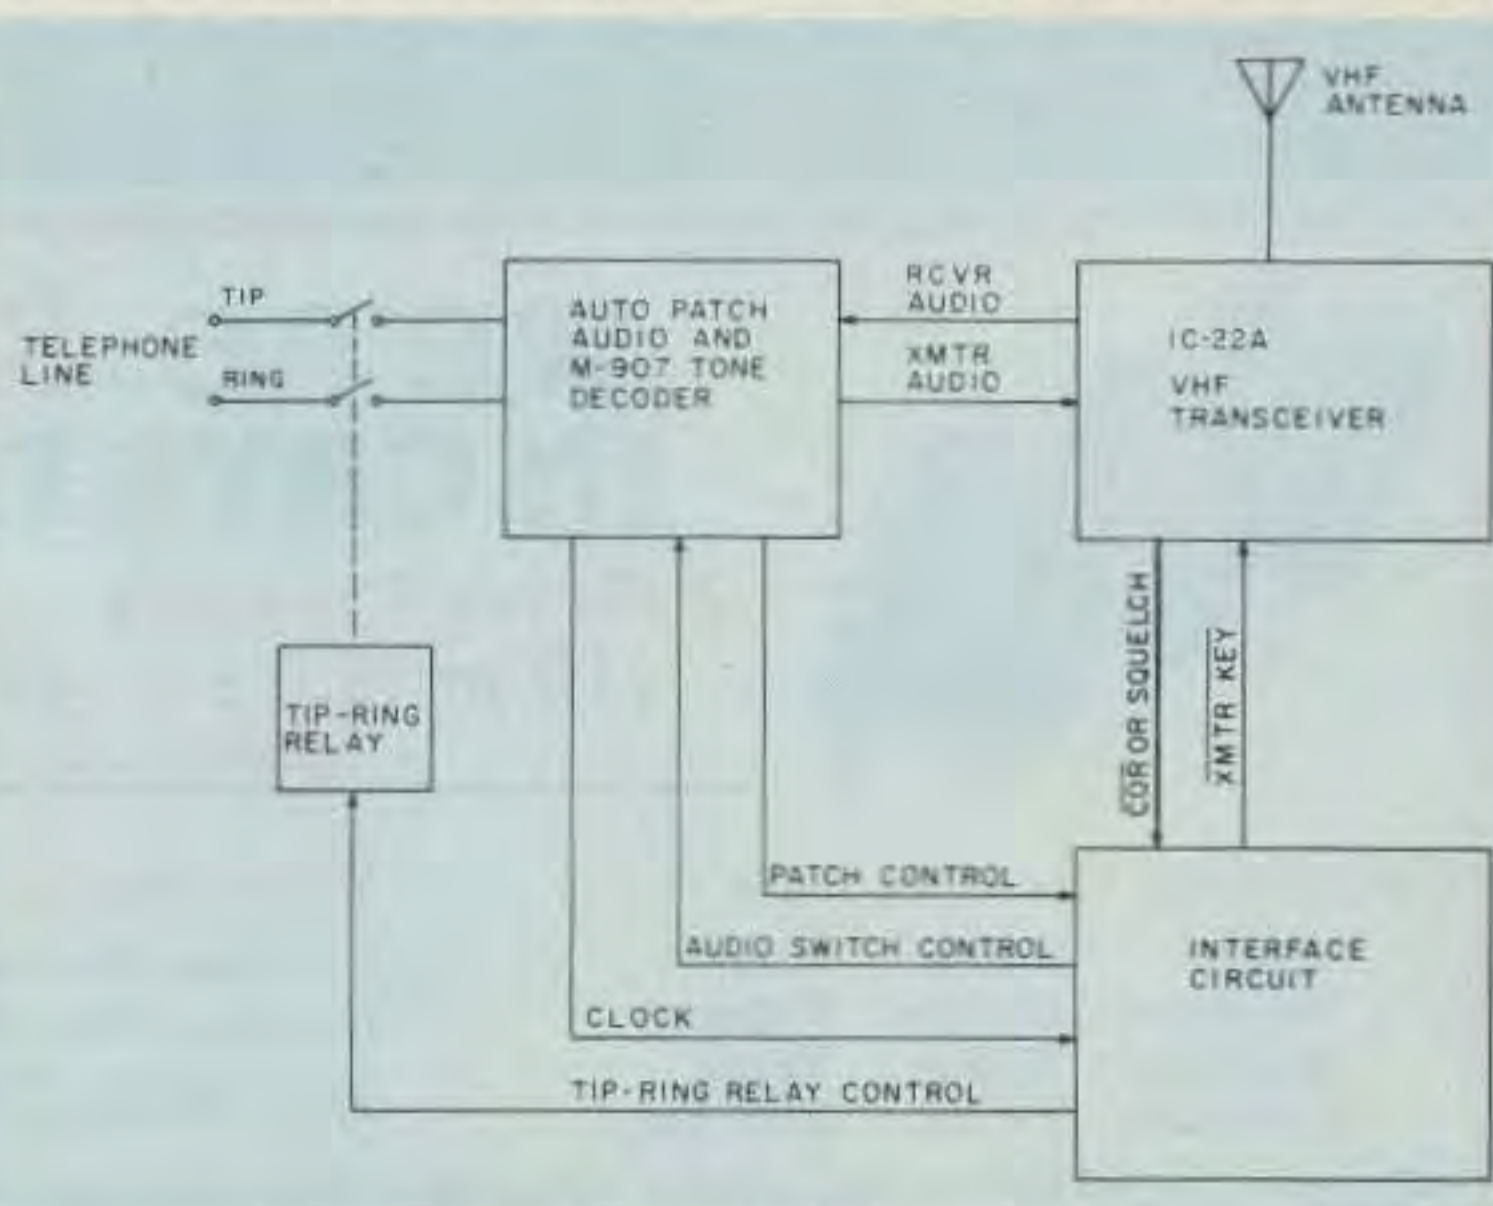 VHF
ANTENNA
TELEPHONE
LINE
TIP
RING
AUTO PATCH
AUDIO AND
M-907 TONE
DECODER
RCVR
AUDIO
XMTR
AUDIO
IC-22A
VHF
TRANSCEIVER
TIP-RING
RELAY
COR OR SQUELCH
XMTR KEY
PATCH CONTROL
AUDIO SWITCH CONTROL
CLOCK
TIP-RING RELAY CONTROL
INTERFACE
CIRCUIT